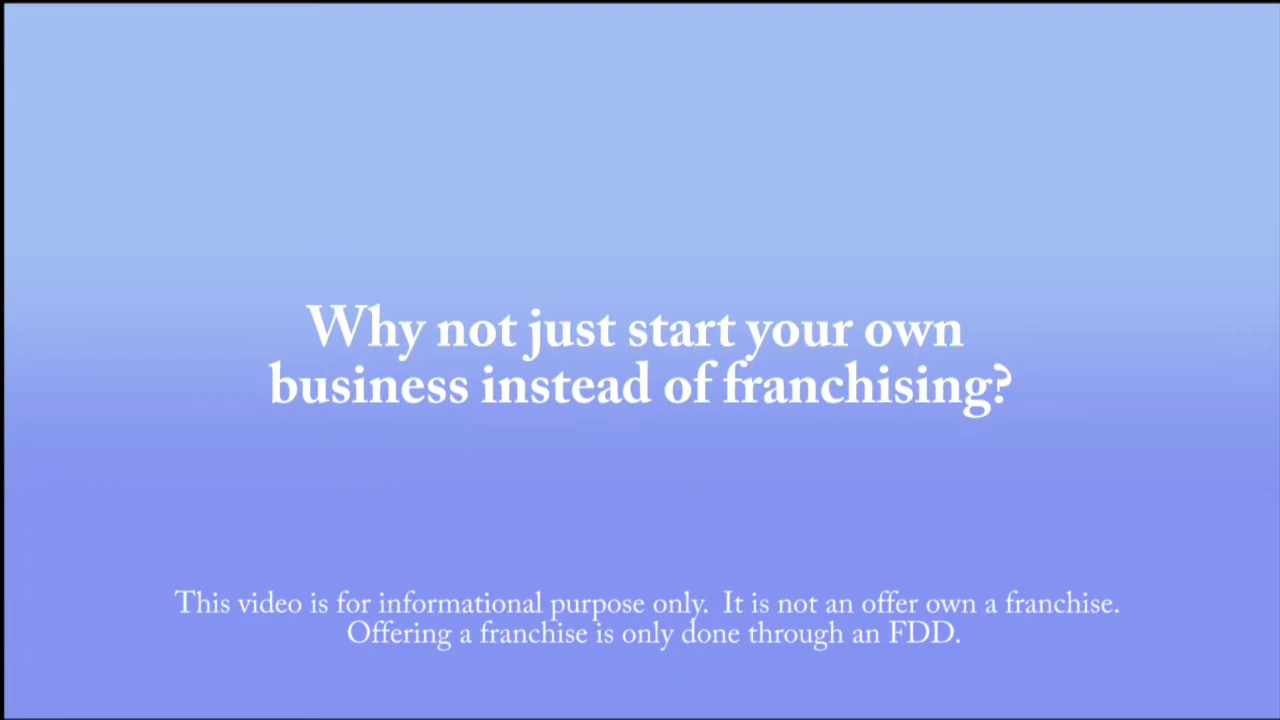 Why not just start your own
business instead of franchising?
This video is for informational purpose only. It is not an offer own a franchise.
Offering a franchise is only done through an FDD.